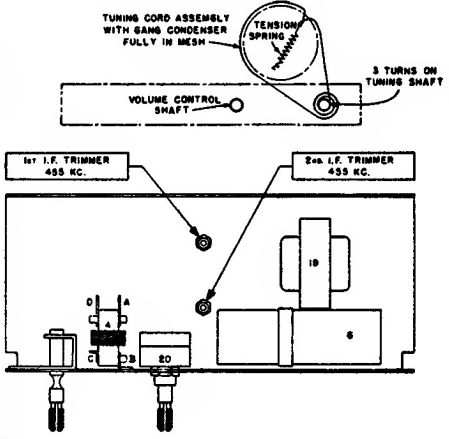 TUNING CORD ASSEMBLY
WITH GANG CONDENSER
FULLY IN MESH
TENSION
SPRING
3 TURNS ON
TUNING SHAFT
VOLUME CONTROL
SHAFT
1ST I.F. TRIMMER
455 KC.
2ND. I.F. TRIMMER
455 KC.
19
D
A
4
6
C
B
20